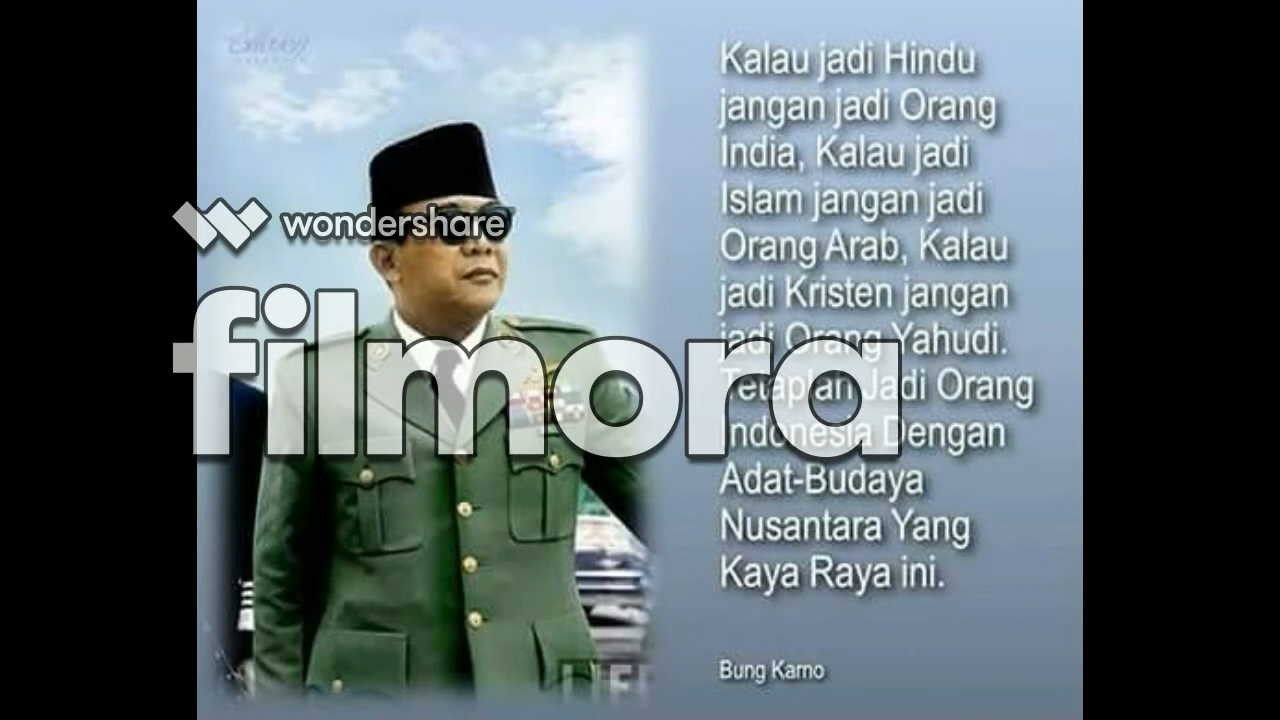 Kalau jadi Hindu
jangan jadi Orang
India, Kalau jadi
Islam jangan jadi
Orang Arab, Kalau
jadi Kristen jangan
jadi Orang Yahudi.
Tetaplah Jadi Orang
Indonesia Dengan
Adat-Budaya
Nusantara Yang
Kaya Raya ini.
Bung Karno
wondershare
filmora
LIFE